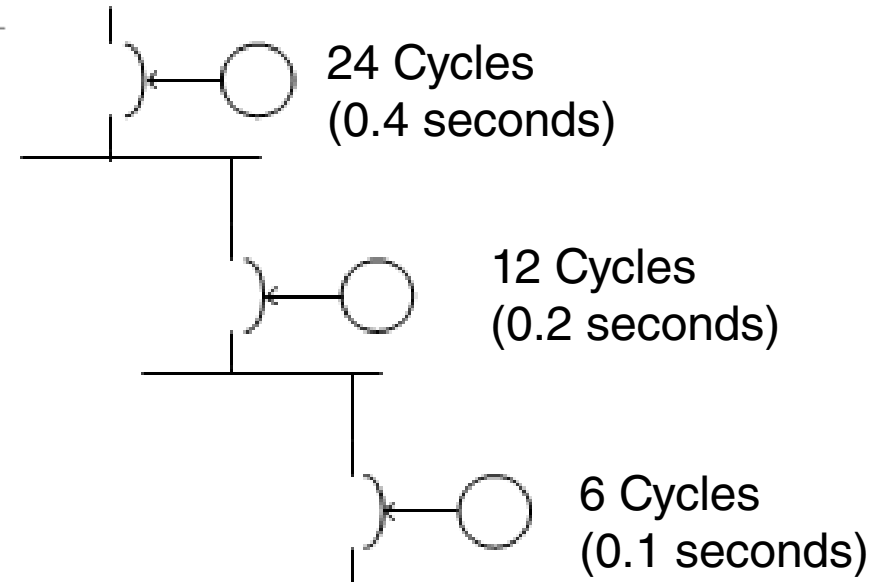 24 Cycles
(0.4 seconds)
12 Cycles
(0.2 seconds)
6 Cycles
(0.1 seconds)